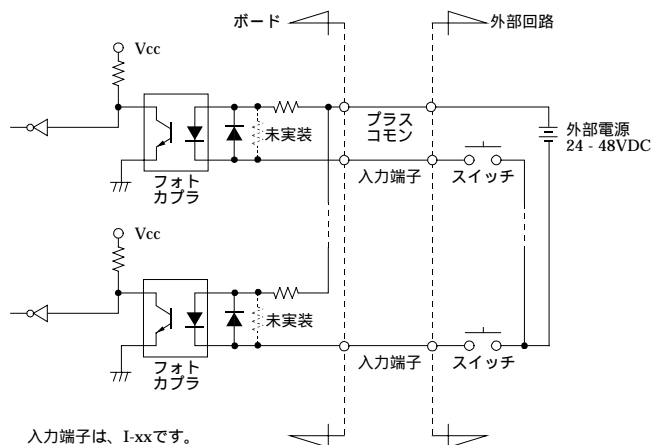 ボード
外部回路
Vcc
プラス
コモン
未実装
外部電源
24 - 48VDC
入力端子
スイッチ
フォト
カプラ
Vcc
未実装
入力端子
スイッチ
フォト
カプラ
入力端子は、I-xxです。